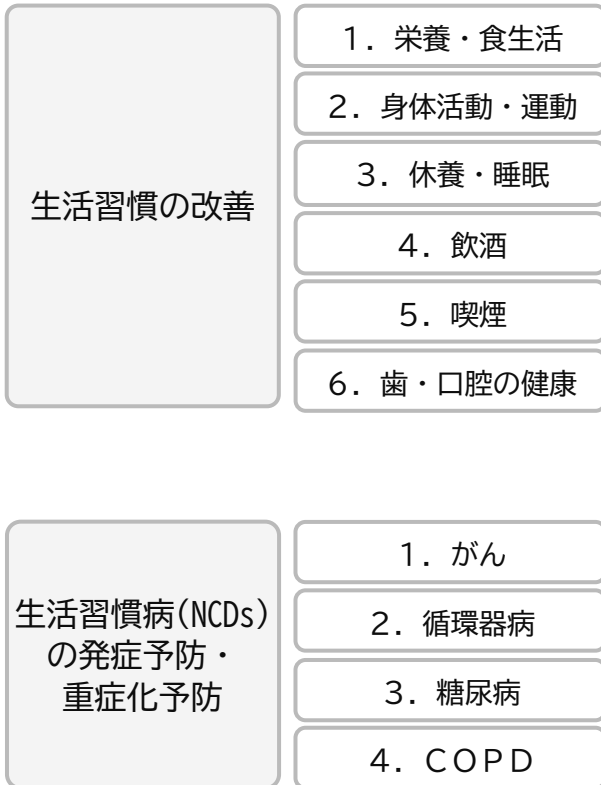 生活習慣の改善
1. 栄養・食生活
2. 身体活動・運動
3. 休養・睡眠
4. 飲酒
5. 喫煙
6. 歯・口腔の健康
生活習慣病(NCDs)
の発症予防・
重症化予防
1. がん
2. 循環器病
3. 糖尿病
4. COPD